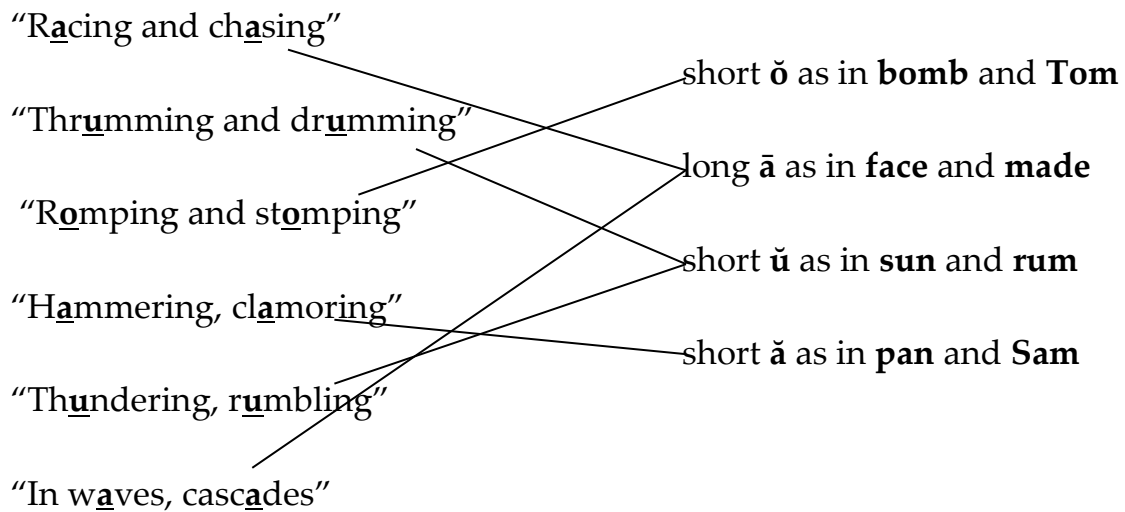 “Racing and chasing”
short ŏ as in bomb and Tom
“Thrumming and drumming”
long ā as in face and made
“Romping and stomping”
short ŭ as in sun and rum
“Hammering, clamoring”
short ă as in pan and Sam
“Thundering, rumbling”
“In waves, cascades”